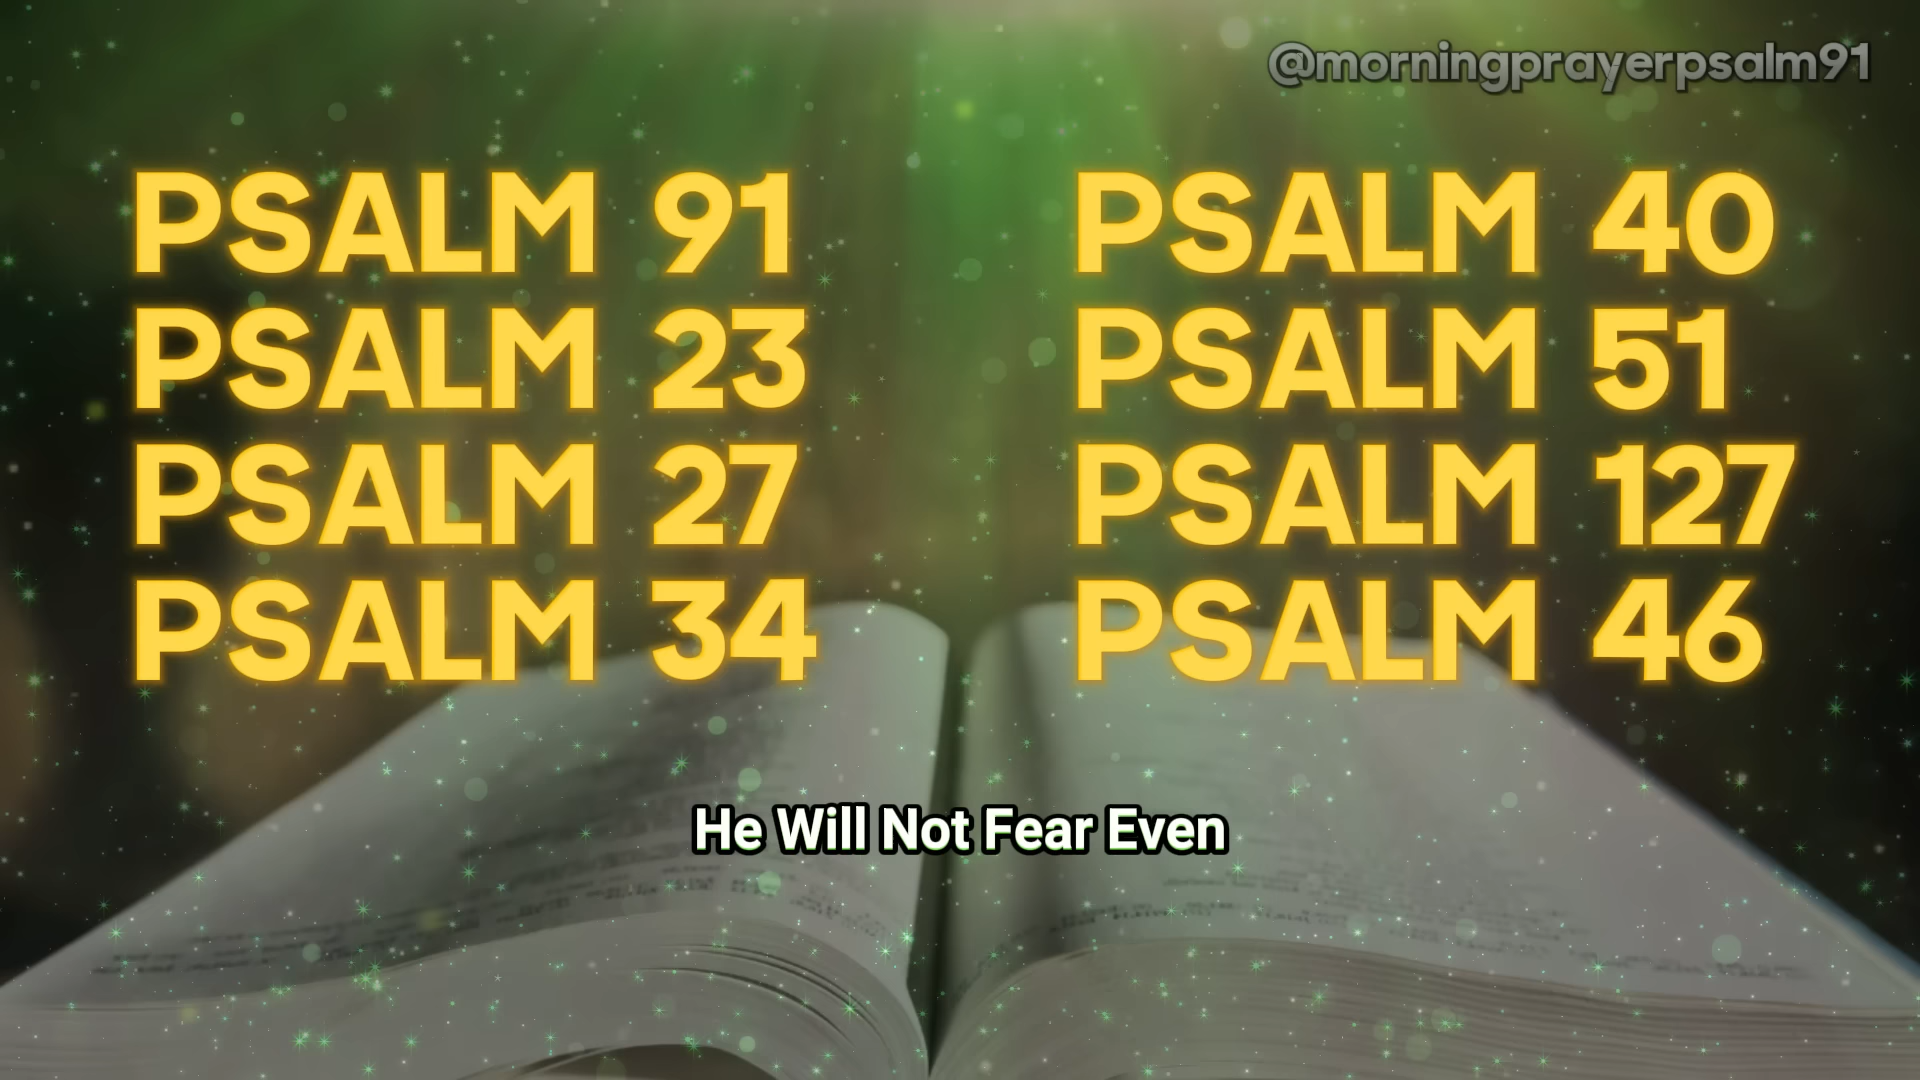 @morningprayerpsalm91
PSALM 91
PSALM 23
PSALM 27
PSALM 34
PSALM 40
PSALM 51
PSALM 127
PSALM 46
He Will Not Fear Even